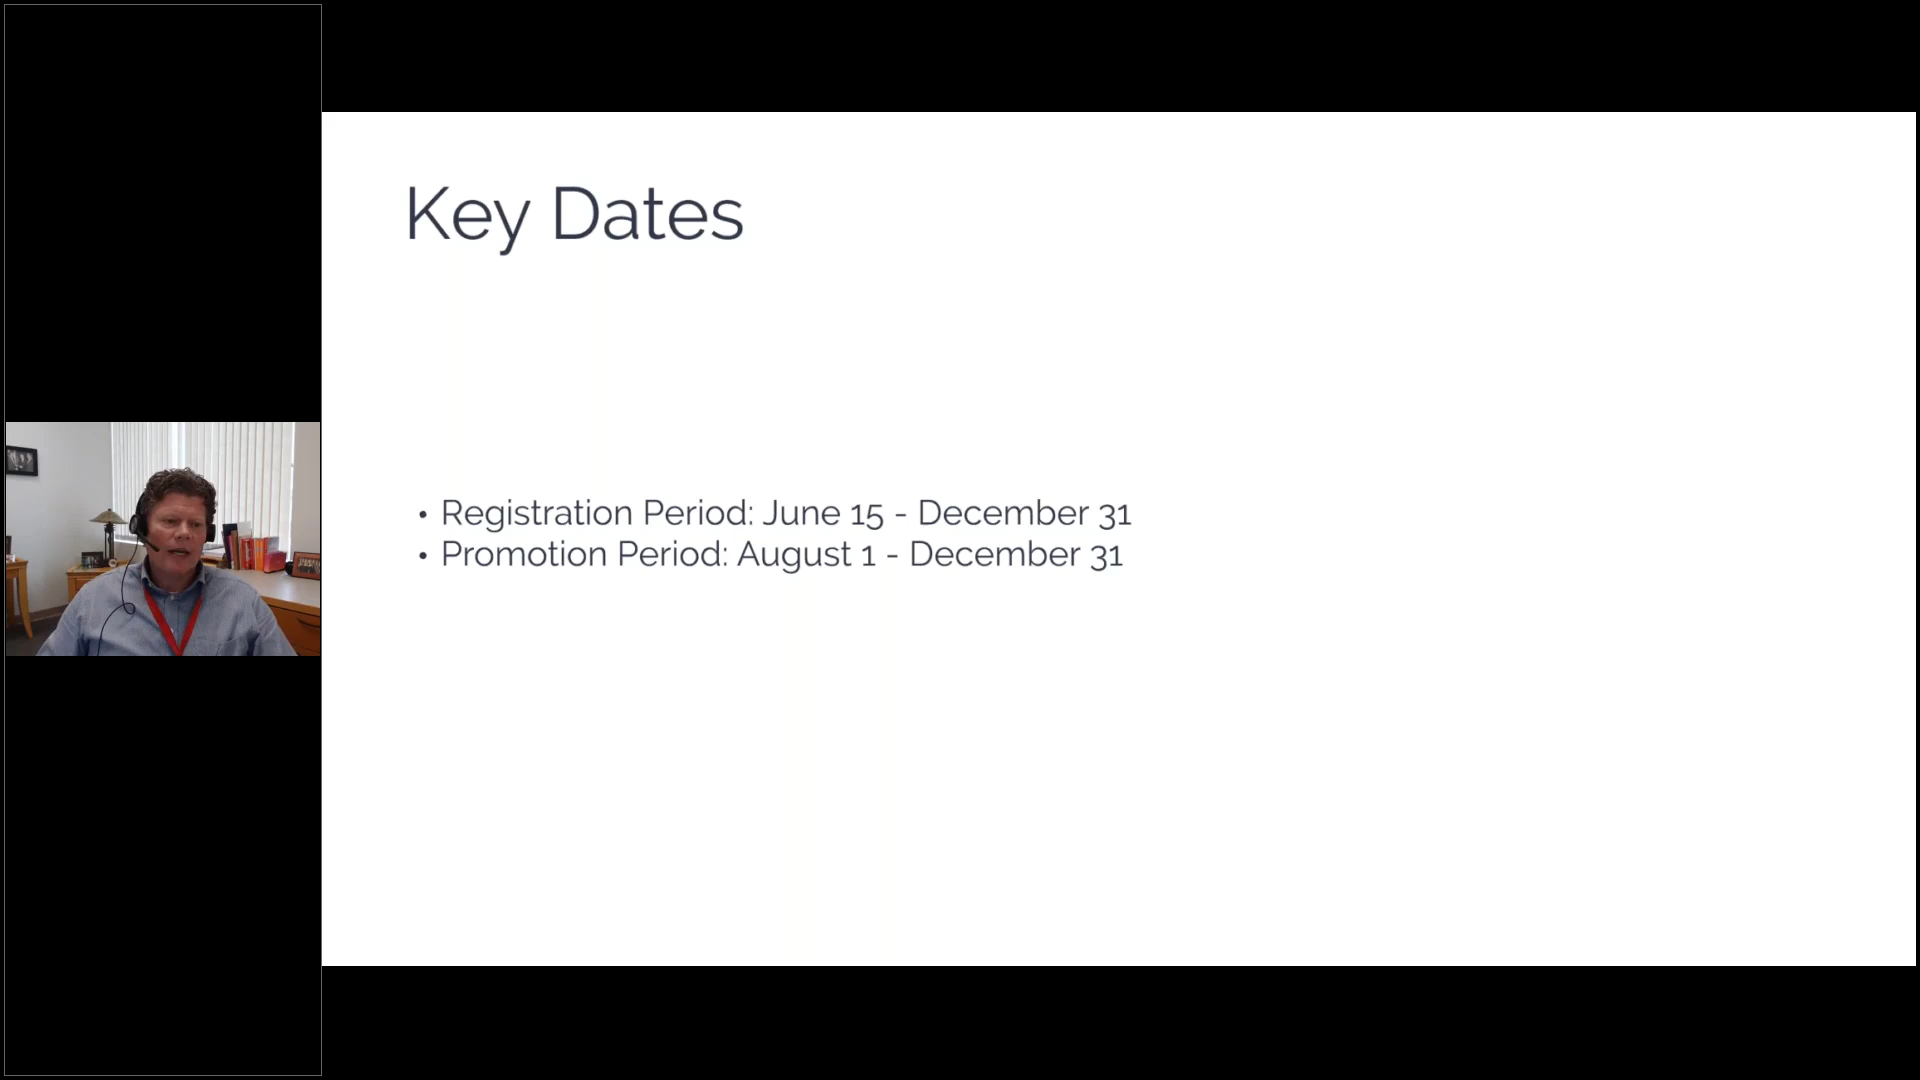 Key Dates
• Registration Period: June 15 - December 31
• Promotion Period: August 1 - December 31